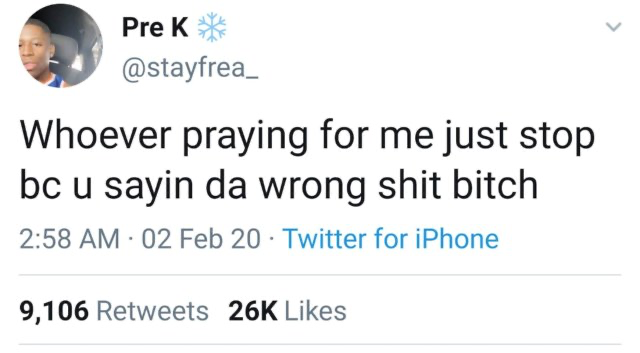 Pre K ❄️
@stayfrea_
Whoever praying for me just stop
bc u sayin da wrong shit bitch
2:58 AM · 02 Feb 20 · Twitter for iPhone
9,106 Retweets 26K Likes